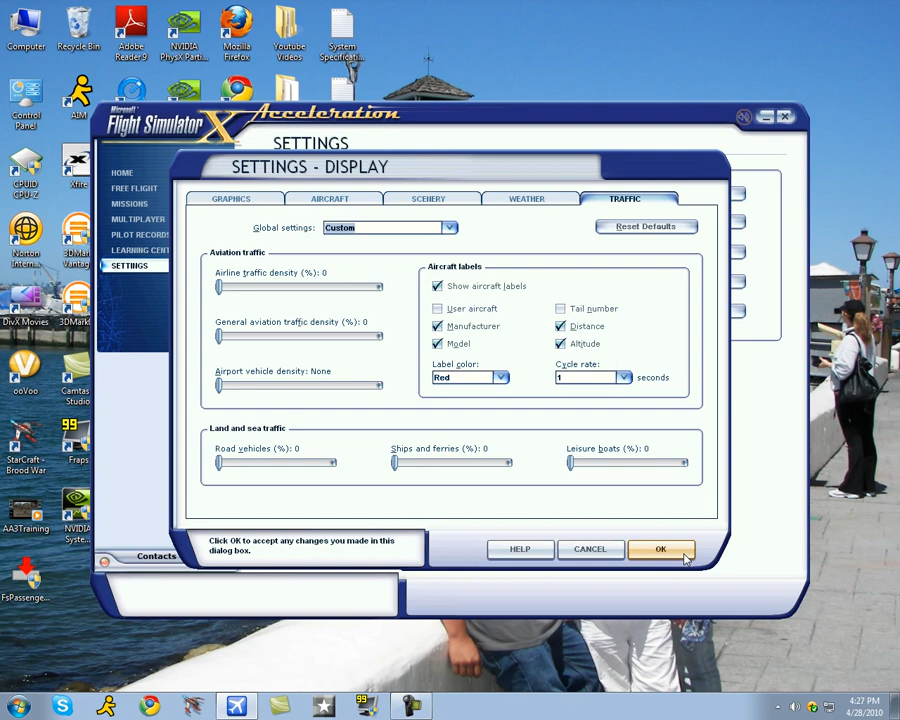 Computer
Recycle Bin
Adobe
Reader 9
NVIDIA
PhysX Parti...
Mozilla
Firefox
Youtube
Videos
System
Specificati...
Control
Panel
AIM
Microsoft
Flight Simulator X Acceleration
SETTINGS
SETTINGS - DISPLAY
CPUID
CPU-Z
Xfire
Norton
Intern...
3DMark
Vantag
DivX Movies
3DMark
ooVoo
Camtas
Studio
StarCraft -
Brood War
99
Fraps
AA3Training
NVIDIA
Syste...
FsPassenge...
HOME
FREE FLIGHT
MISSIONS
MULTIPLAYER
PILOT RECORDS
LEARNING CENT
SETTINGS
GRAPHICS
AIRCRAFT
SCENERY
WEATHER
TRAFFIC
Global settings: Custom
Reset Defaults
Aviation traffic
Airline traffic density (%): 0
General aviation traffic density (%): 0
Airport vehicle density: None
Aircraft labels
Show aircraft labels
User aircraft
Tail number
Manufacturer
Distance
Model
Altitude
Label color:
Cycle rate:
Red
1 seconds
Land and sea traffic
Road vehicles (%): 0
Ships and ferries (%): 0
Leisure boats (%): 0
Click OK to accept any changes you made in this
dialog box.
HELP
CANCEL
OK
Contacts
99
4:27 PM
4/28/2010